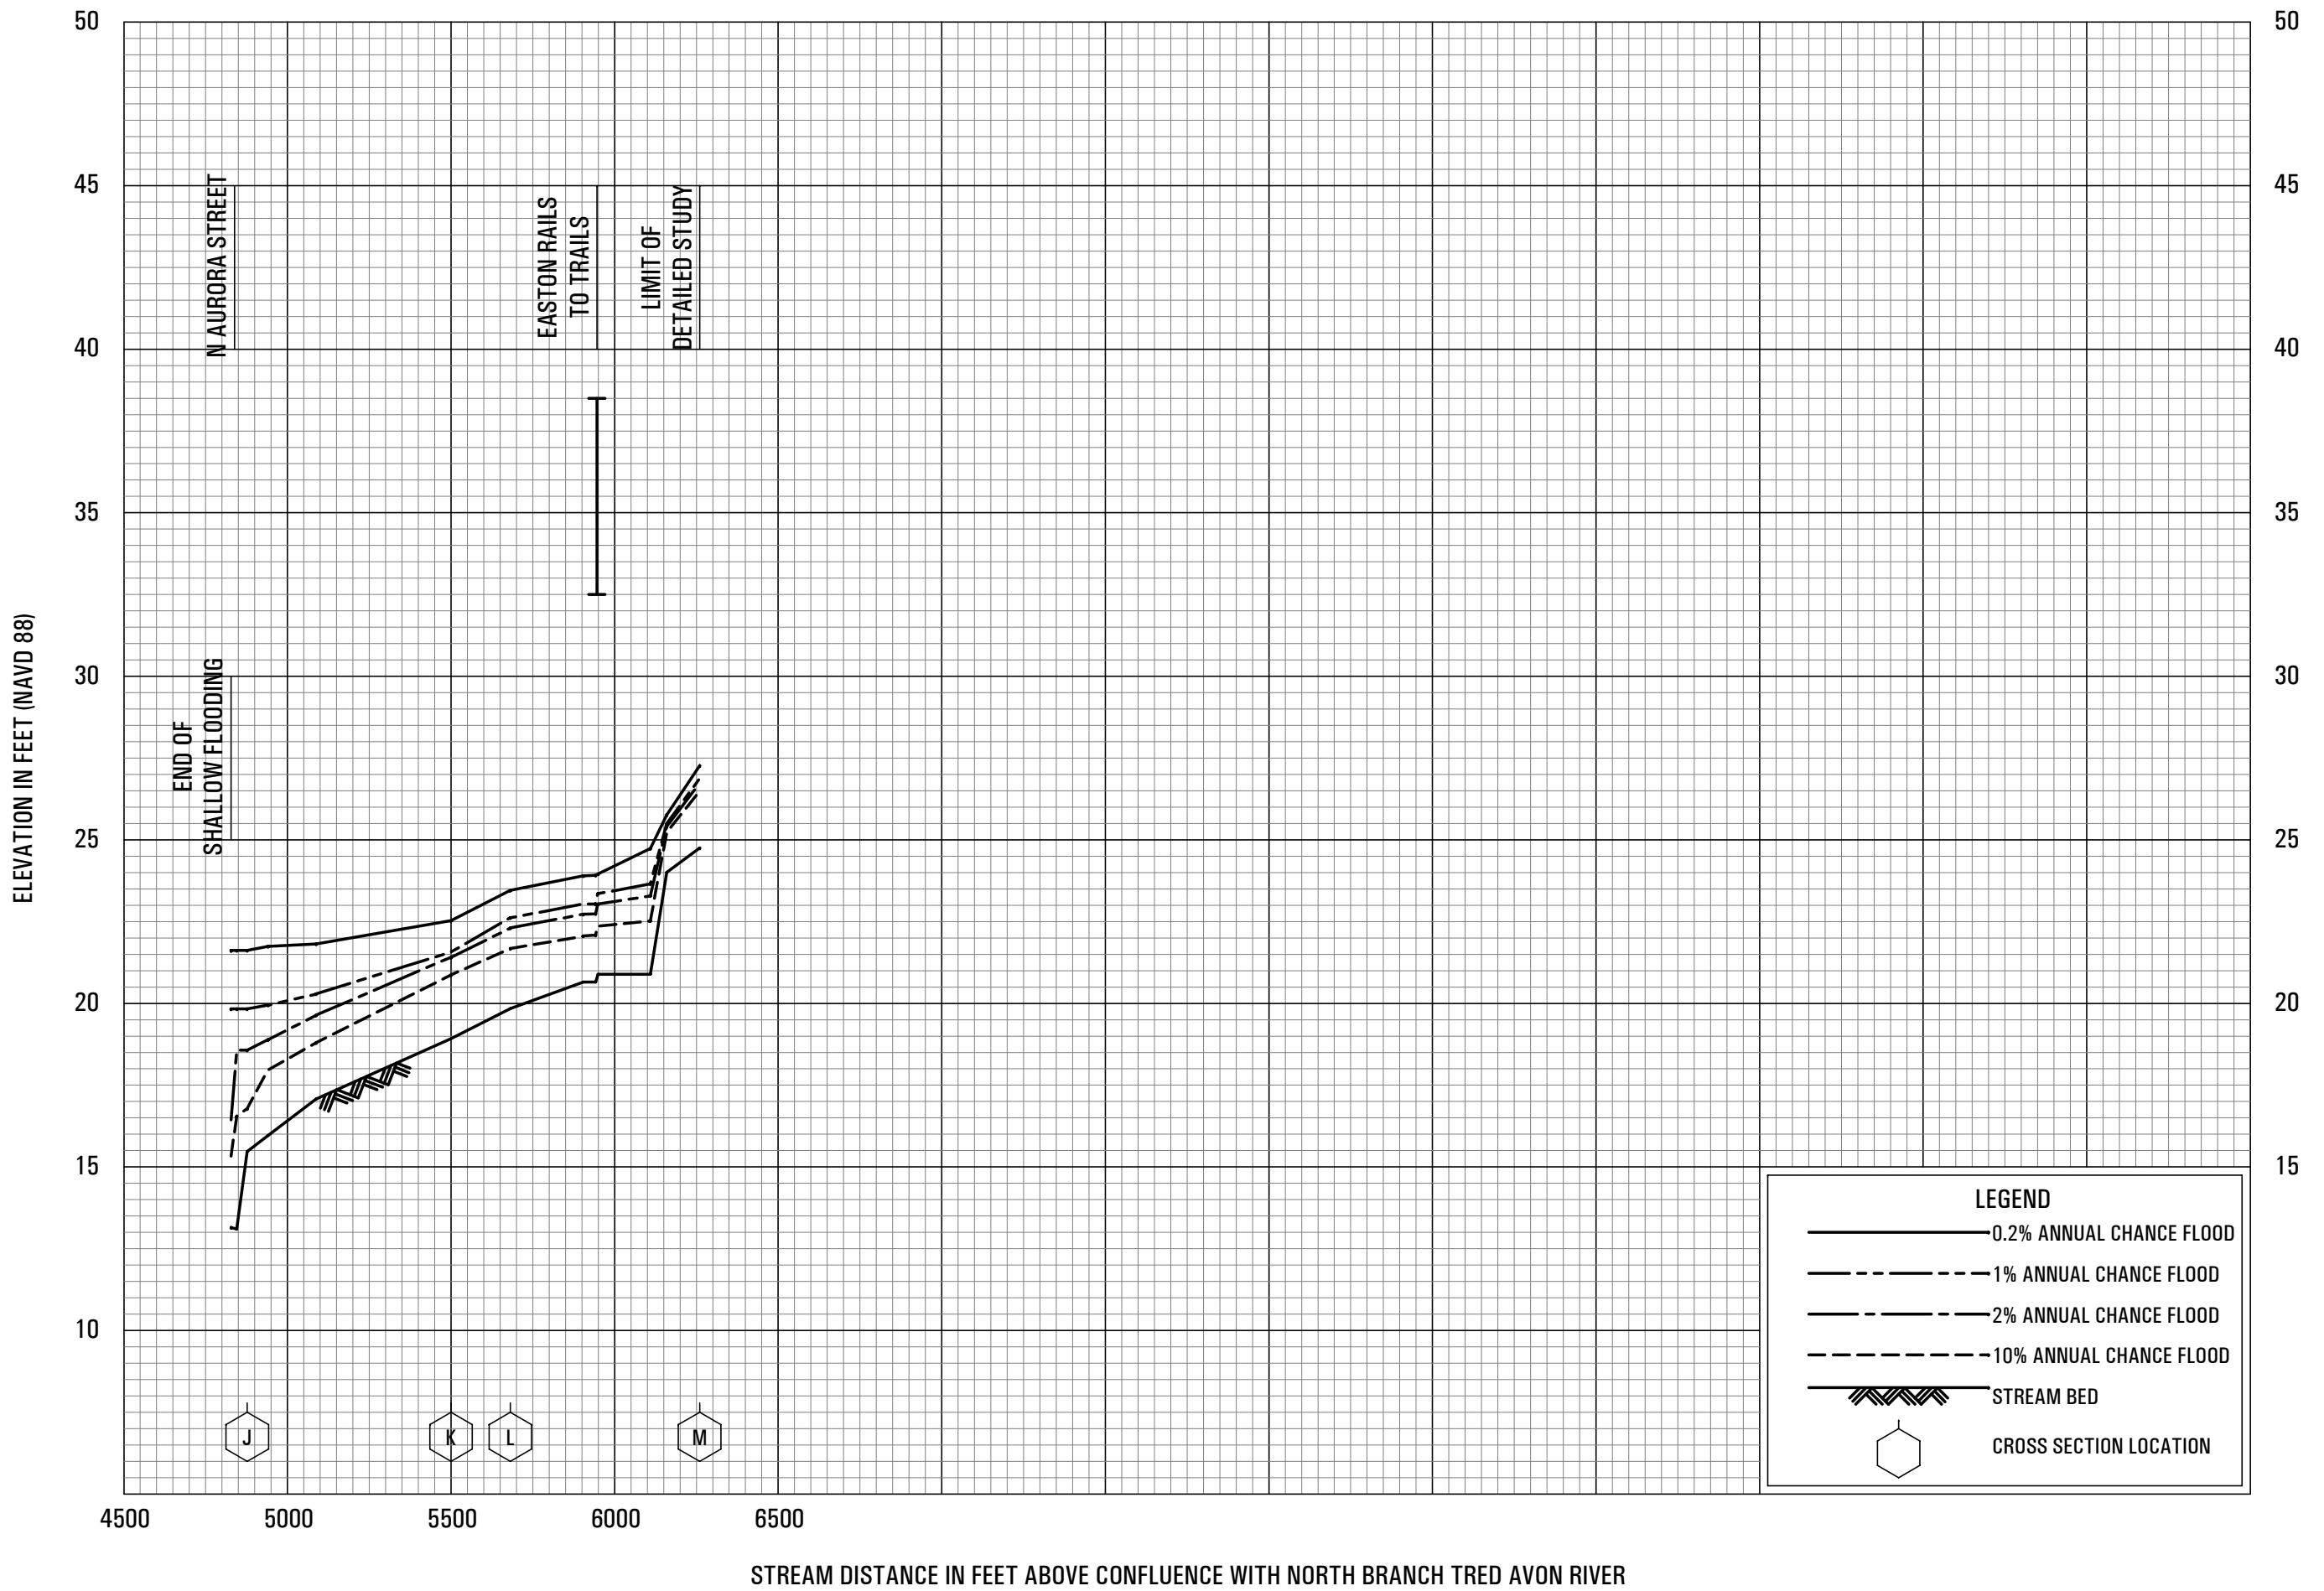 50
50
45
45
N AURORA STREET
EASTON RAILS
TO TRAILS
LIMIT OF
DETAILED STUDY
40
40
35
35
ELEVATION IN FEET (NAVD 88)
30
30
END OF
SHALLOW FLOODING
25
25
20
20
15
15
10
LEGEND
0.2% ANNUAL CHANCE FLOOD
1% ANNUAL CHANCE FLOOD
2% ANNUAL CHANCE FLOOD
10% ANNUAL CHANCE FLOOD
STREAM BED
CROSS SECTION LOCATION
J
K
L
M
4500
5000
5500
6000
6500
STREAM DISTANCE IN FEET ABOVE CONFLUENCE WITH NORTH BRANCH TRED AVON RIVER